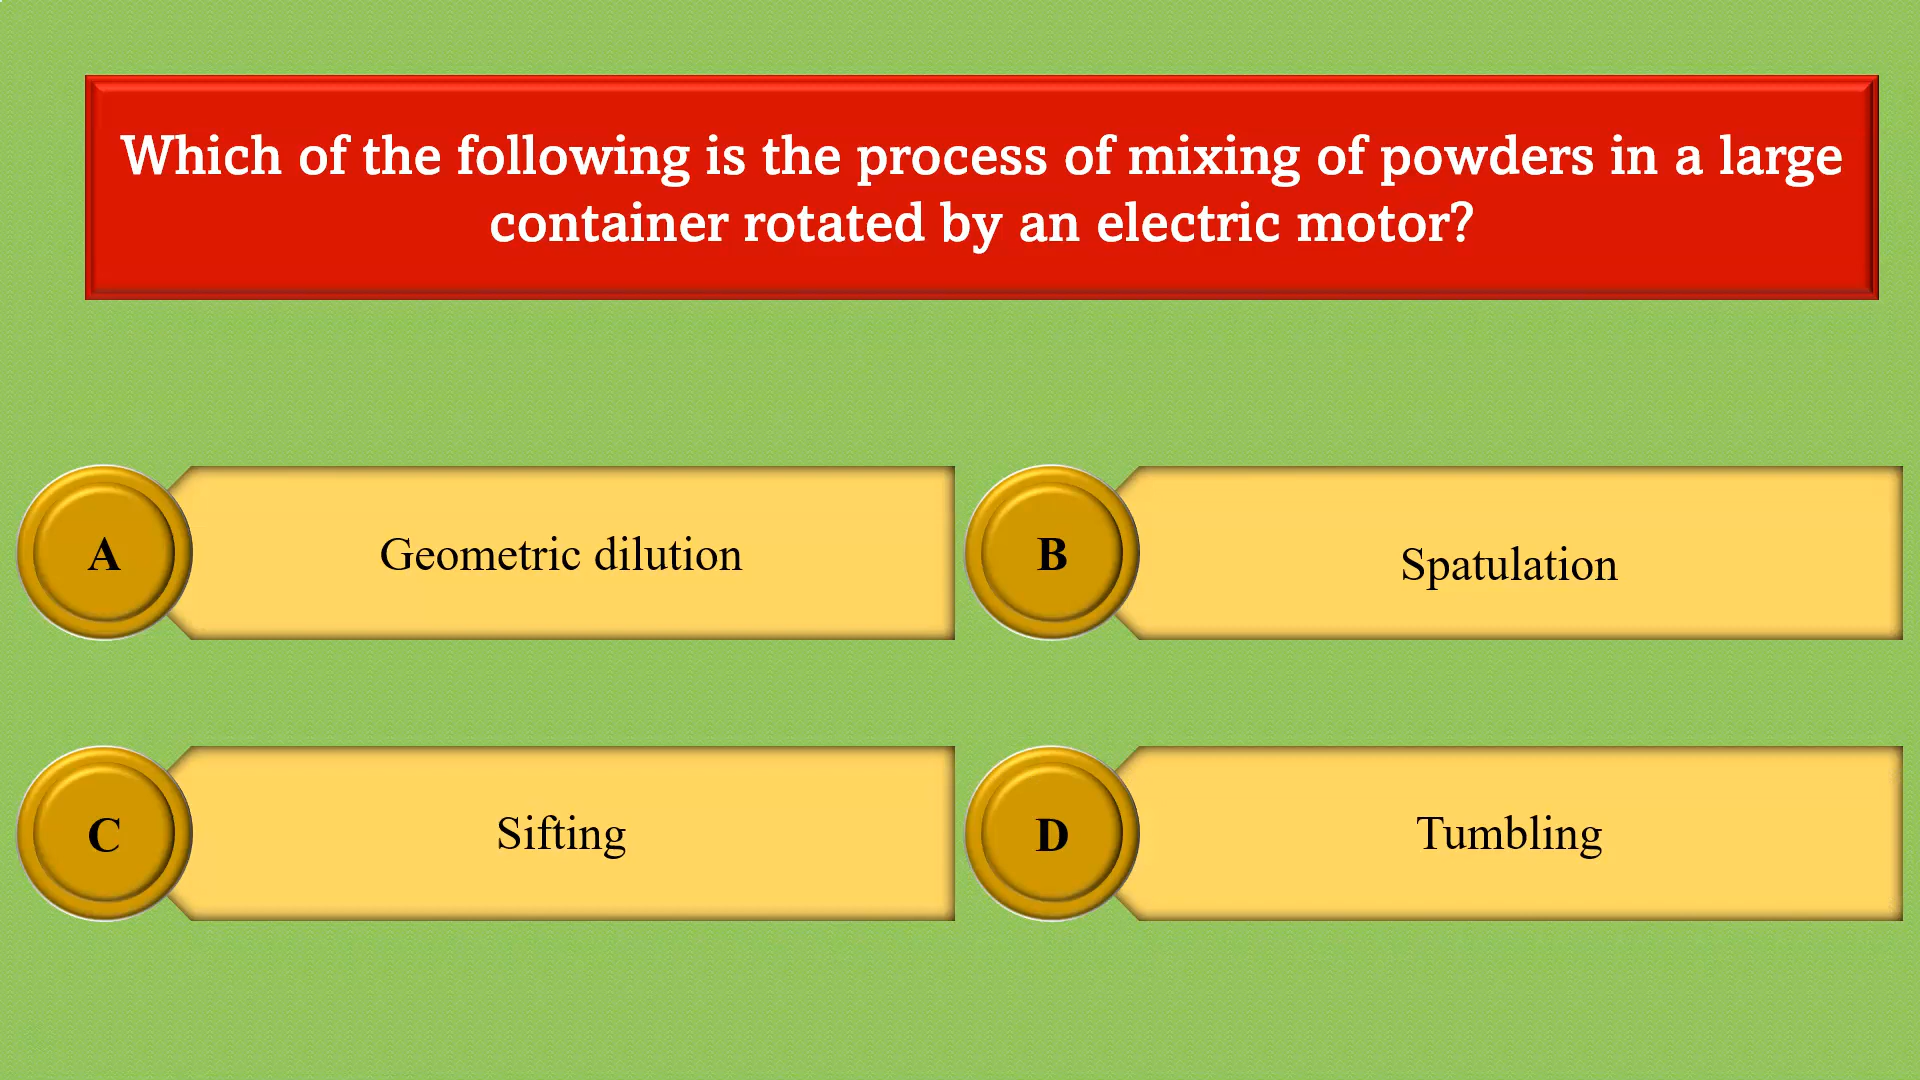 Which of the following is the process of mixing of powders in a large
container rotated by an electric motor?
A
Geometric dilution
B
Spatulation
C
Sifting
D
Tumbling